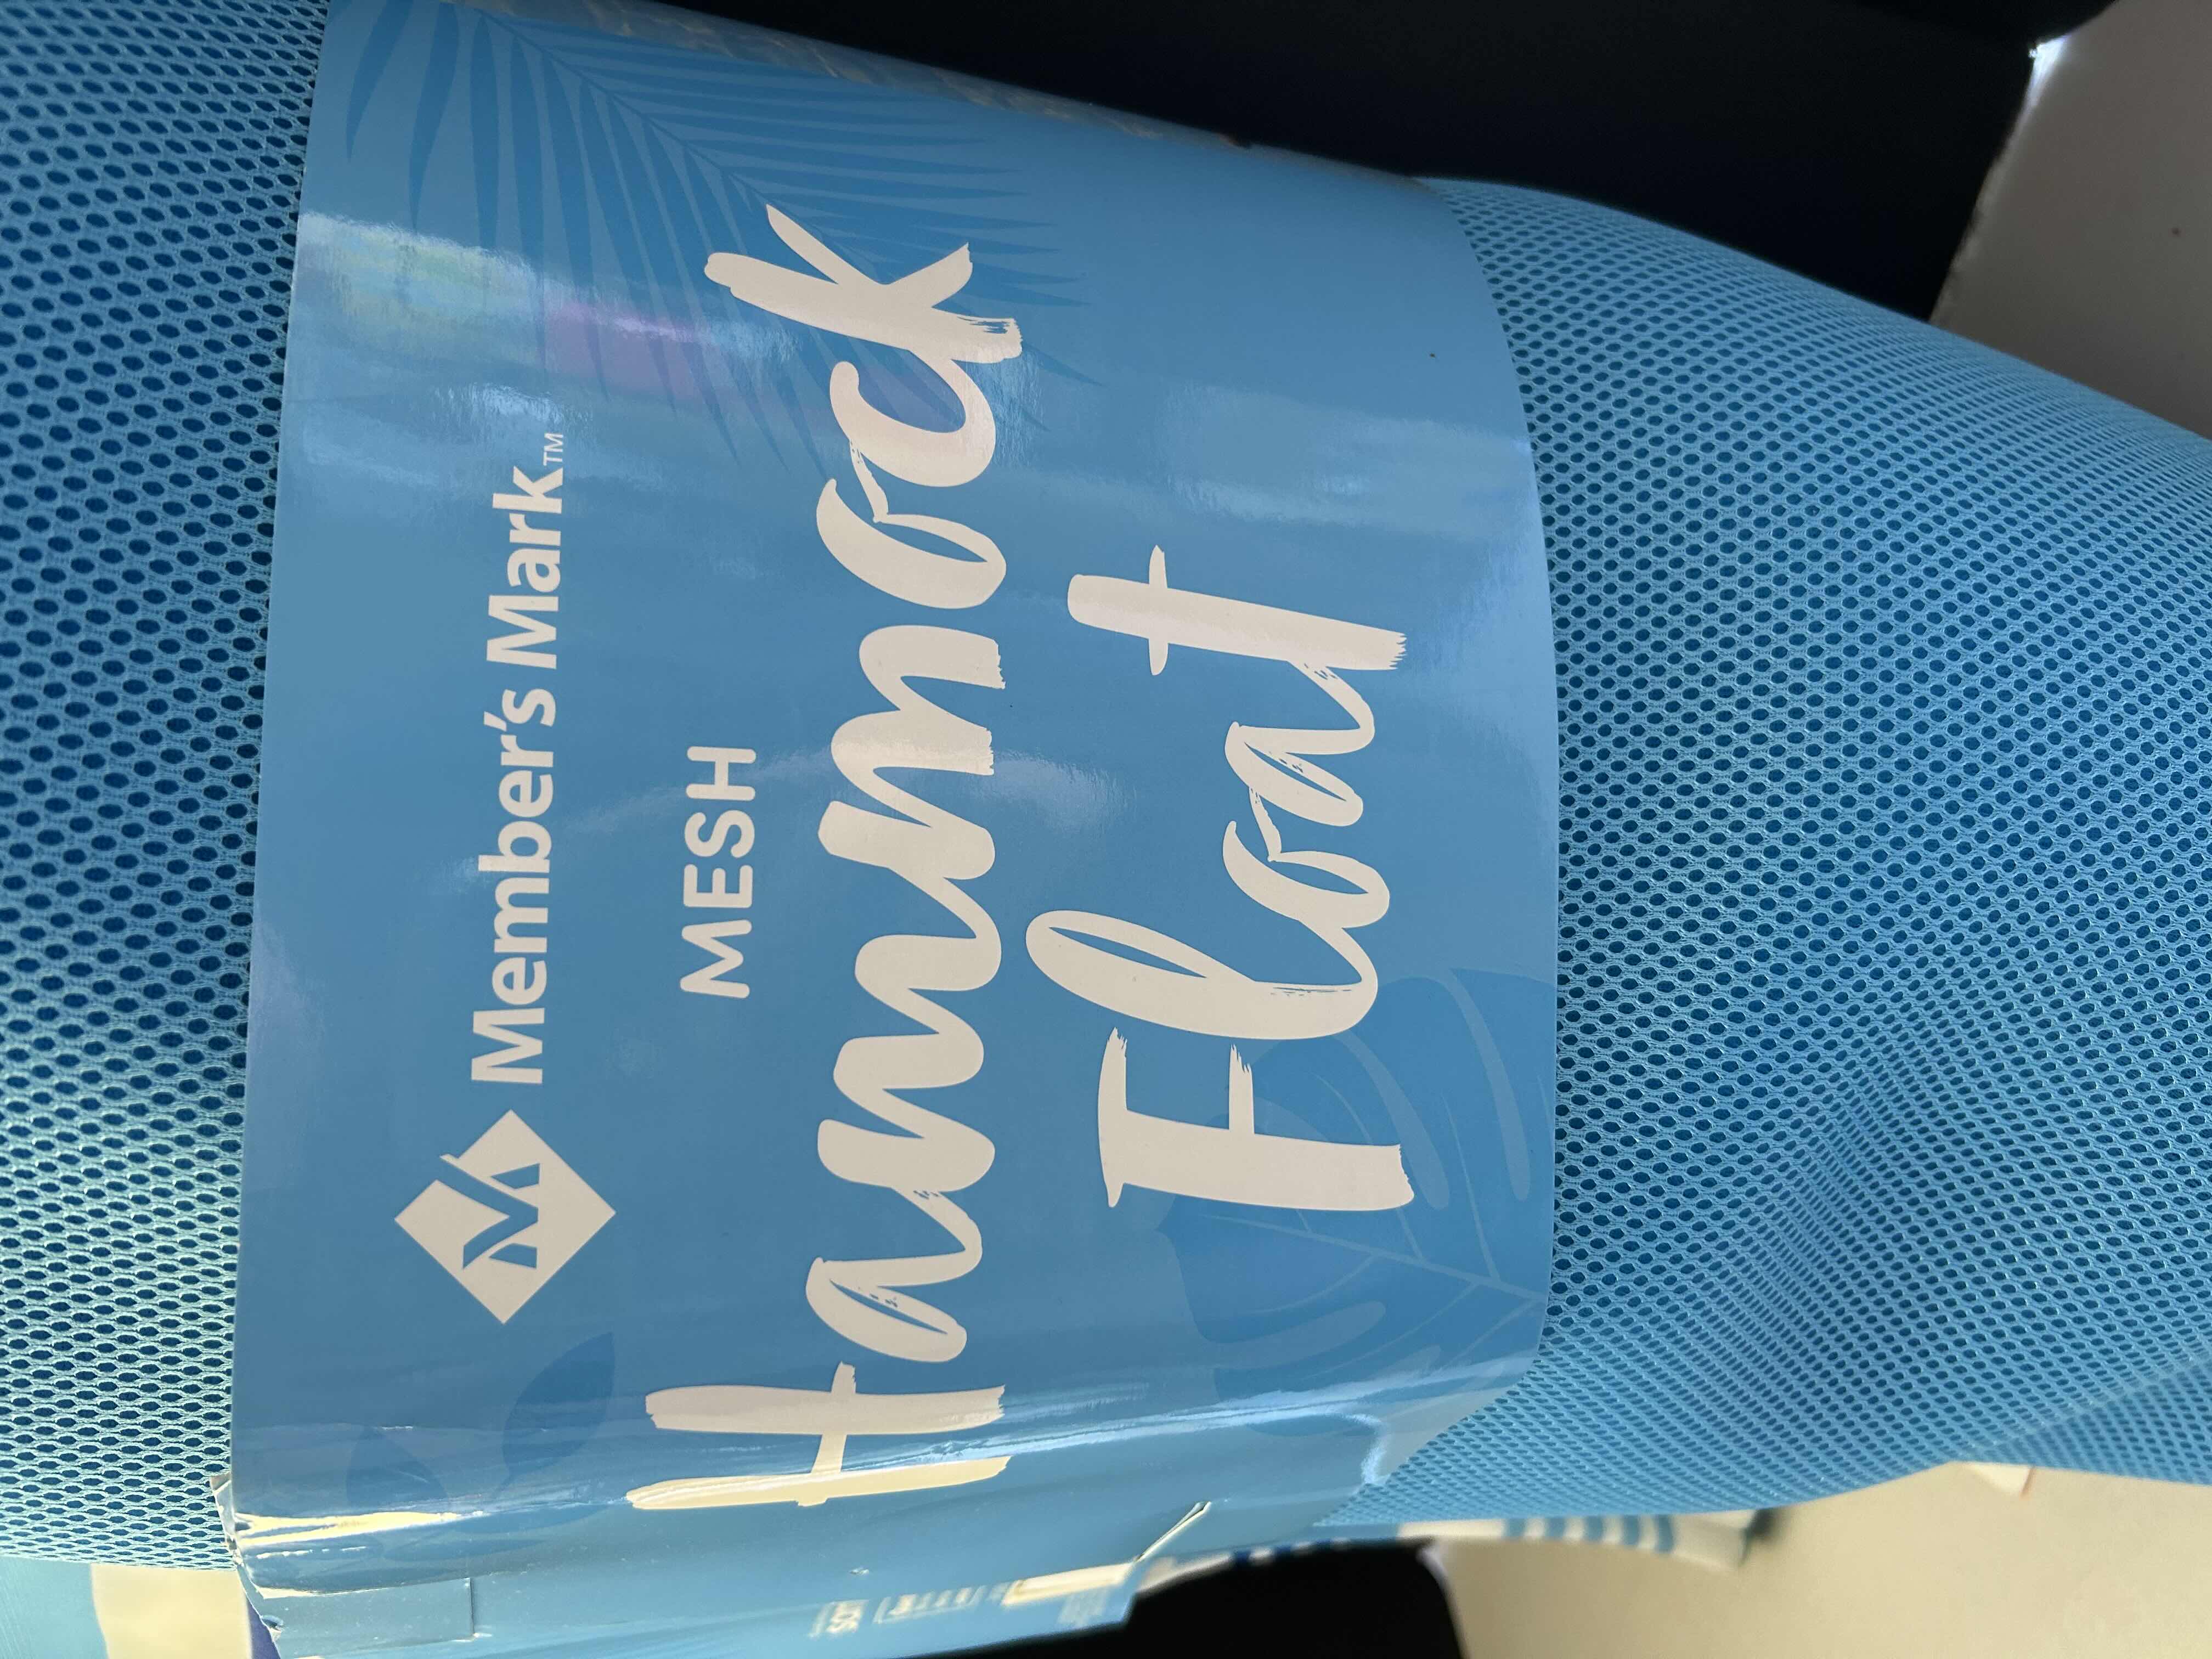 Member's Mark™
MESH
Hammock
Float